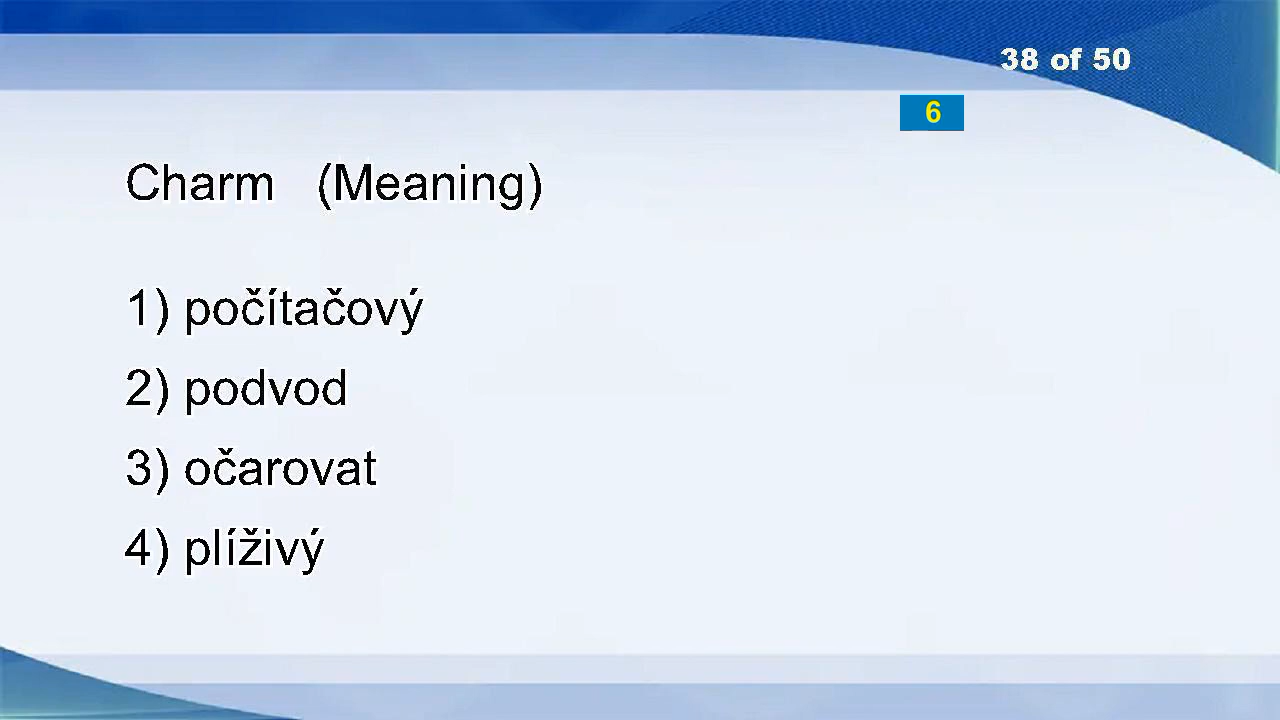 38 of 50
6
Charm (Meaning)
1) počítačový
2) podvod
3) očarovat
4) plíživý